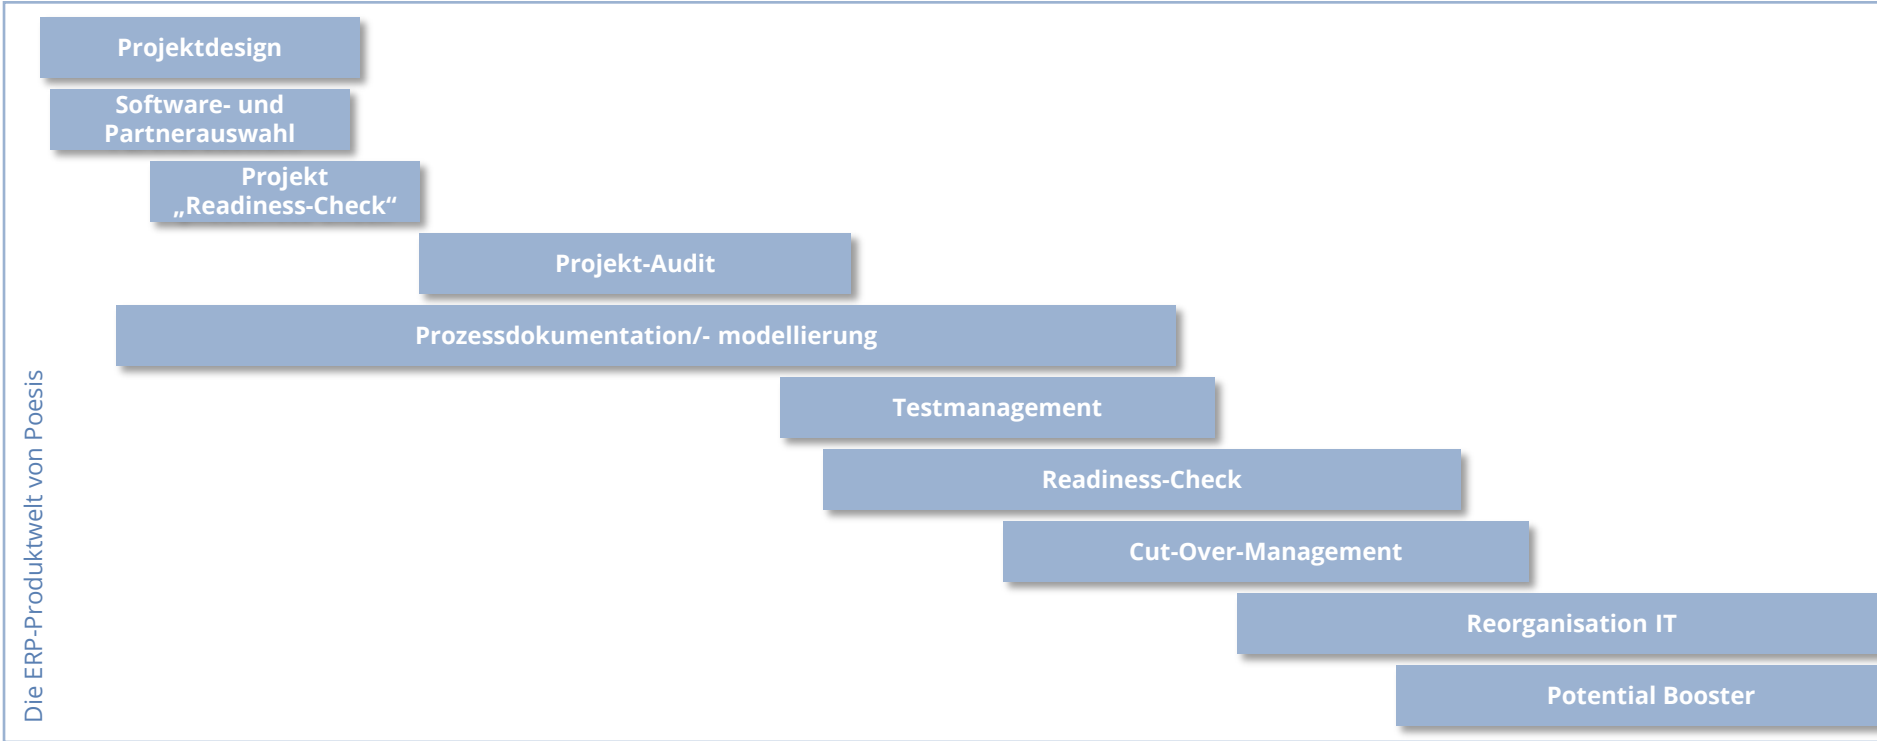 Projektdesign
Software- und
Partnerauswahl
Projekt
„Readiness-Check“
Projekt-Audit
Prozessdokumentation/- modellierung
Testmanagement
Readiness-Check
Cut-Over-Management
Reorganisation IT
Potential Booster
Die ERP-Produktwelt von Poesis